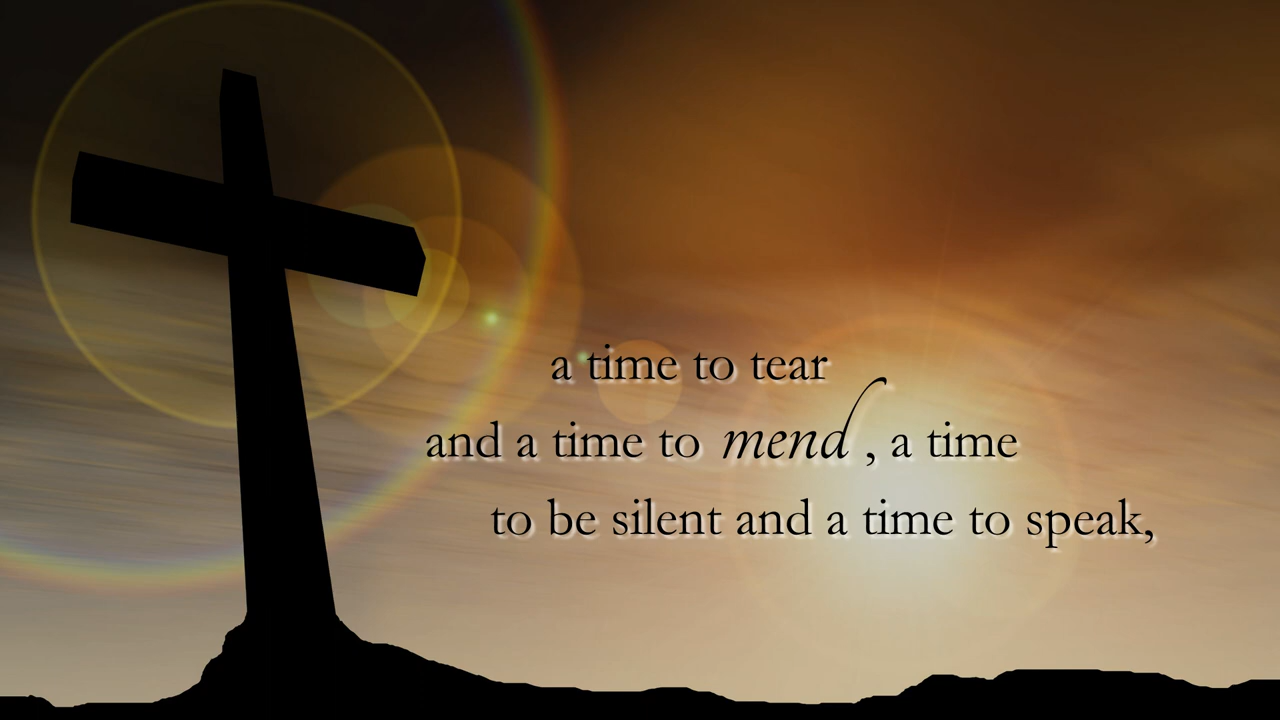 a time to tear
and a time to mend , a time
to be silent and a time to speak,